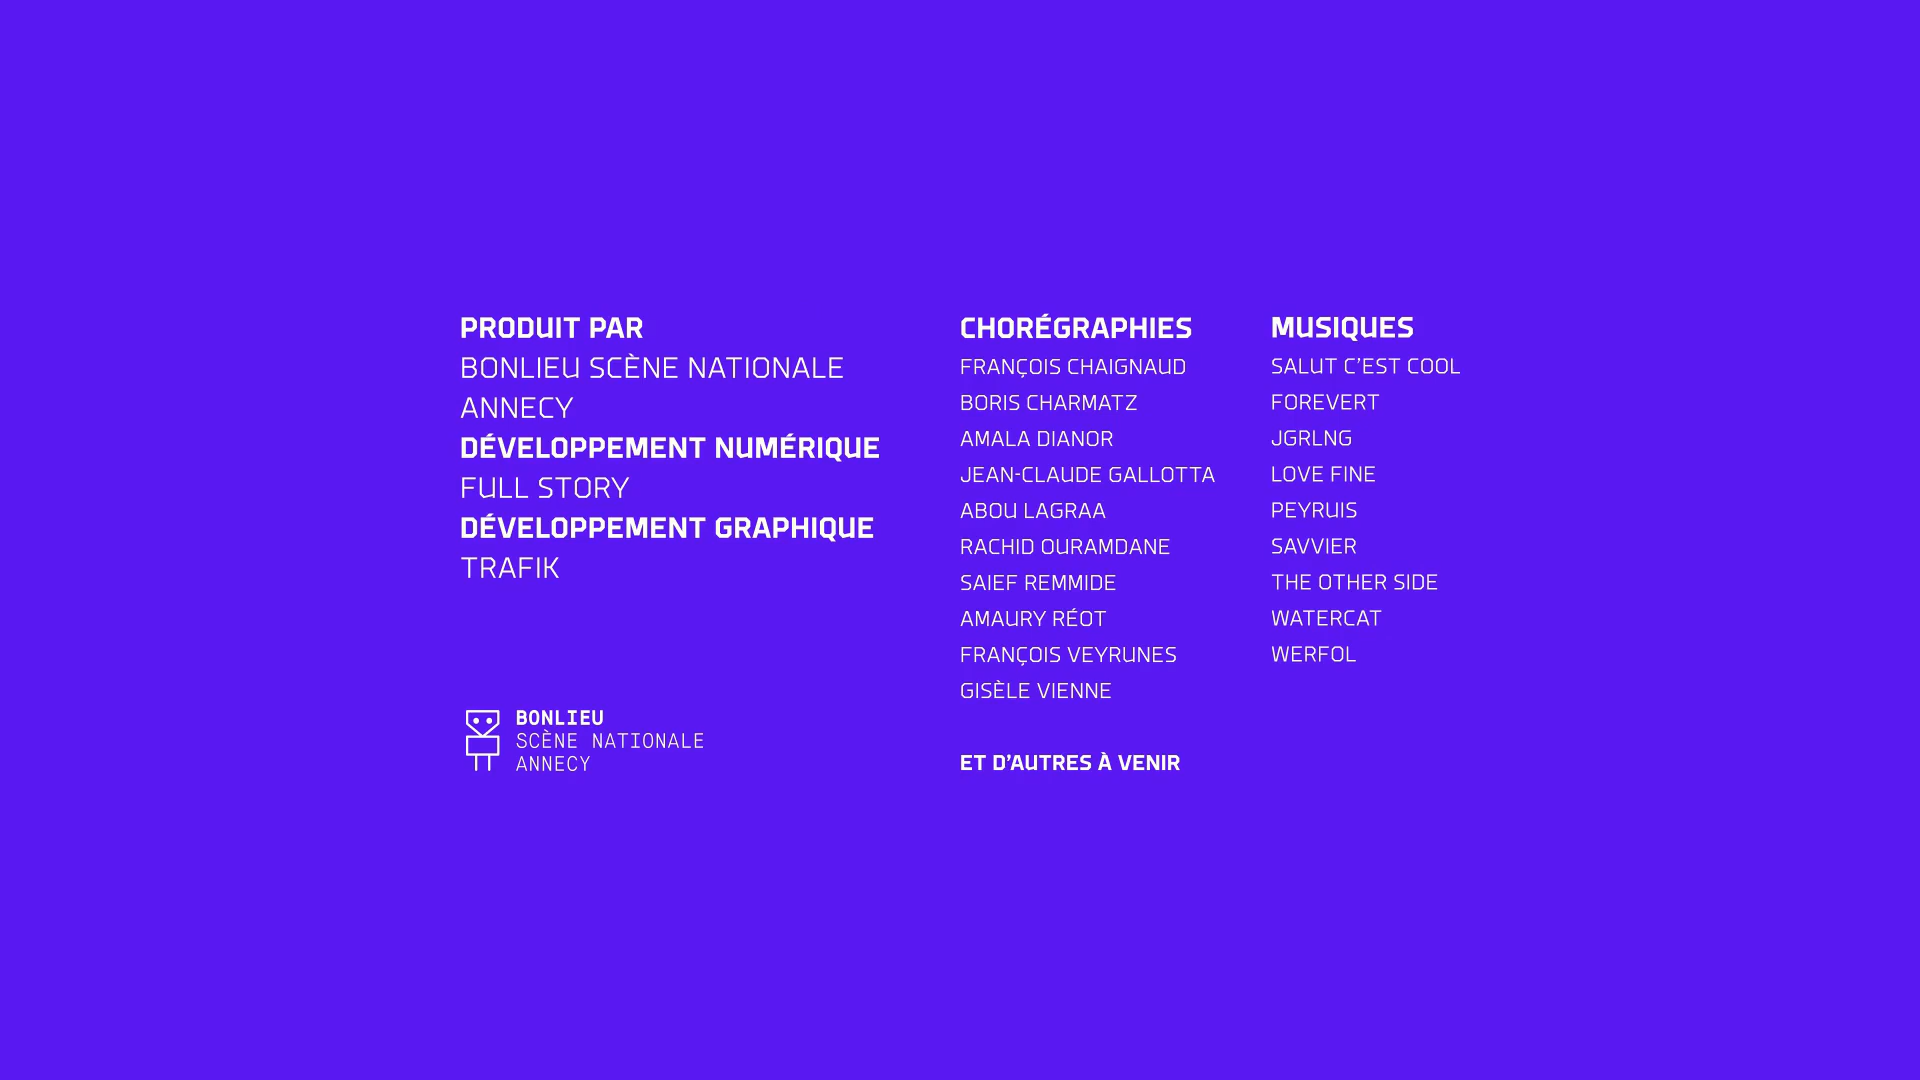 PRODUIT PAR
BONLIEU SCÈNE NATIONALE
ANNECY
DÉVELOPPEMENT NUMÉRIQUE
FULL STORY
DÉVELOPPEMENT GRAPHIQUE
TRAFIK
BONLIEU
SCÈNE NATIONALE
ANNECY
CHORÉGRAPHIES
FRANÇOIS CHAIGNAUD
BORIS CHARMATZ
AMALA DIANOR
JEAN-CLAUDE GALLOTTA
ABOU LAGRAA
RACHID OURAMDANE
SAIEF REMMIDE
AMAURY RÉOT
FRANÇOIS VEYRUNES
GISÈLE VIENNE
ET D’AUTRES À VENIR
MUSIQUES
SALUT C’EST COOL
FOREVERT
JGRLNG
LOVE FINE
PEYRUIS
SAVVIER
THE OTHER SIDE
WATERCAT
WERFOL